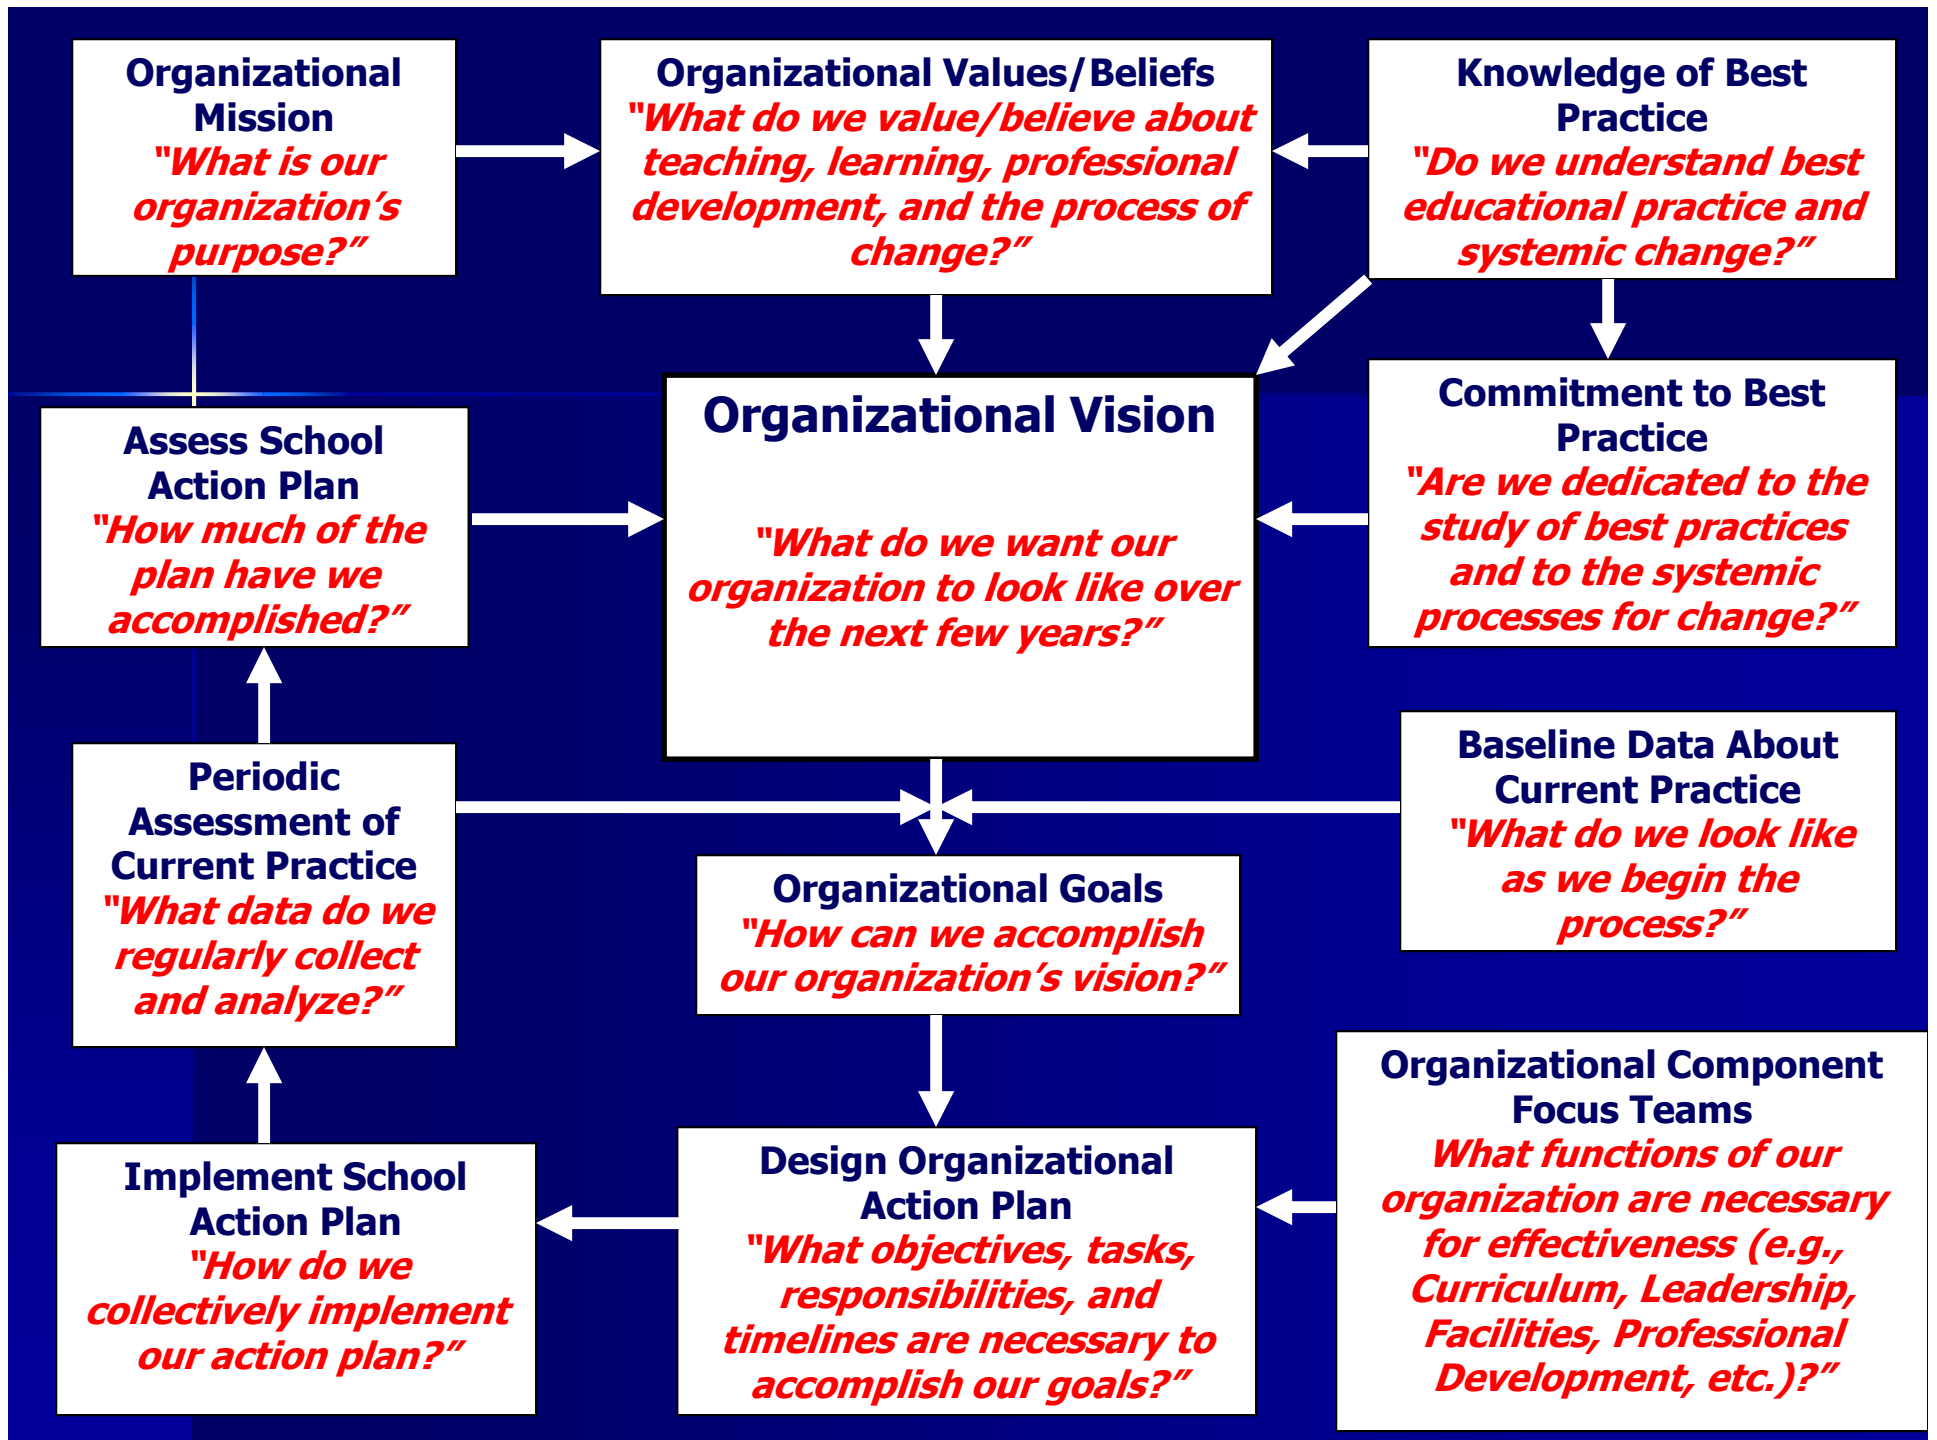 Organizational
Mission
“What is our
organization’s
purpose?”
Organizational Values/Beliefs
“What do we value/believe about
teaching, learning, professional
development, and the process of
change?”
Knowledge of Best
Practice
“Do we understand best
educational practice and
systemic change?”
Assess School
Action Plan
“How much of the
plan have we
accomplished?”
Organizational Vision
“What do we want our
organization to look like over
the next few years?”
Commitment to Best
Practice
“Are we dedicated to the
study of best practices
and to the systemic
processes for change?”
Periodic
Assessment of
Current Practice
“What data do we
regularly collect
and analyze?”
Organizational Goals
“How can we accomplish
our organization’s vision?”
Baseline Data About
Current Practice
“What do we look like
as we begin the
process?”
Implement School
Action Plan
“How do we
collectively implement
our action plan?”
Design Organizational
Action Plan
“What objectives, tasks,
responsibilities, and
timelines are necessary to
accomplish our goals?”
Organizational Component
Focus Teams
What functions of our
organization are necessary
for effectiveness (e.g.,
Curriculum, Leadership,
Facilities, Professional
Development, etc.)?”